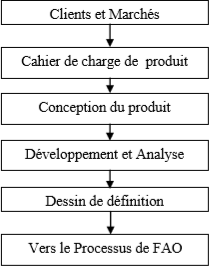 Clients et Marchés
Cahier de charge de produit
Conception du produit
Développement et Analyse
Dessin de définition
Vers le Processus de FAO